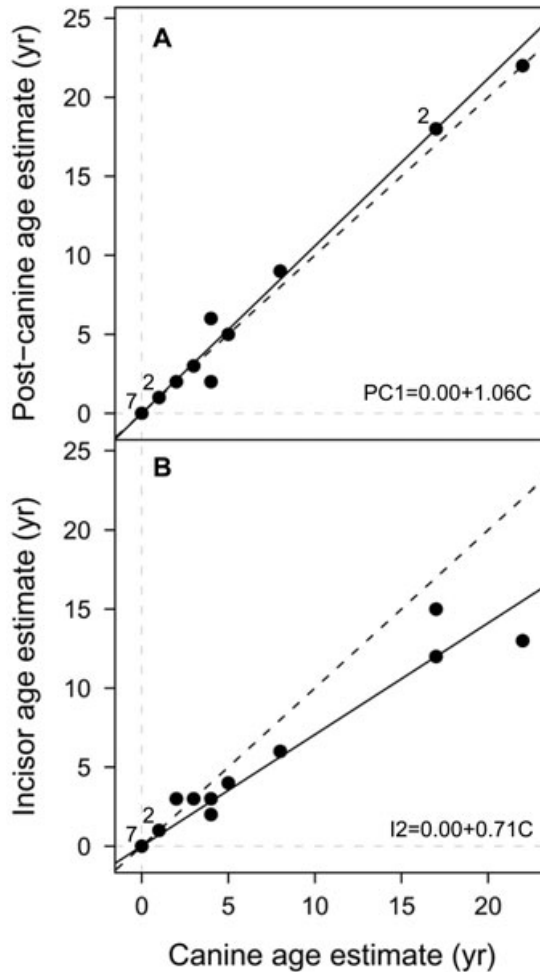 A
Post-canine age estimate (yr)
25
20
15
10
5
0
2
2
7
PC1=0.00+1.06C
B
Incisor age estimate (yr)
25
20
15
10
5
0
2
7
I2=0.00+0.71C
0 5 10 15 20
Canine age estimate (yr)